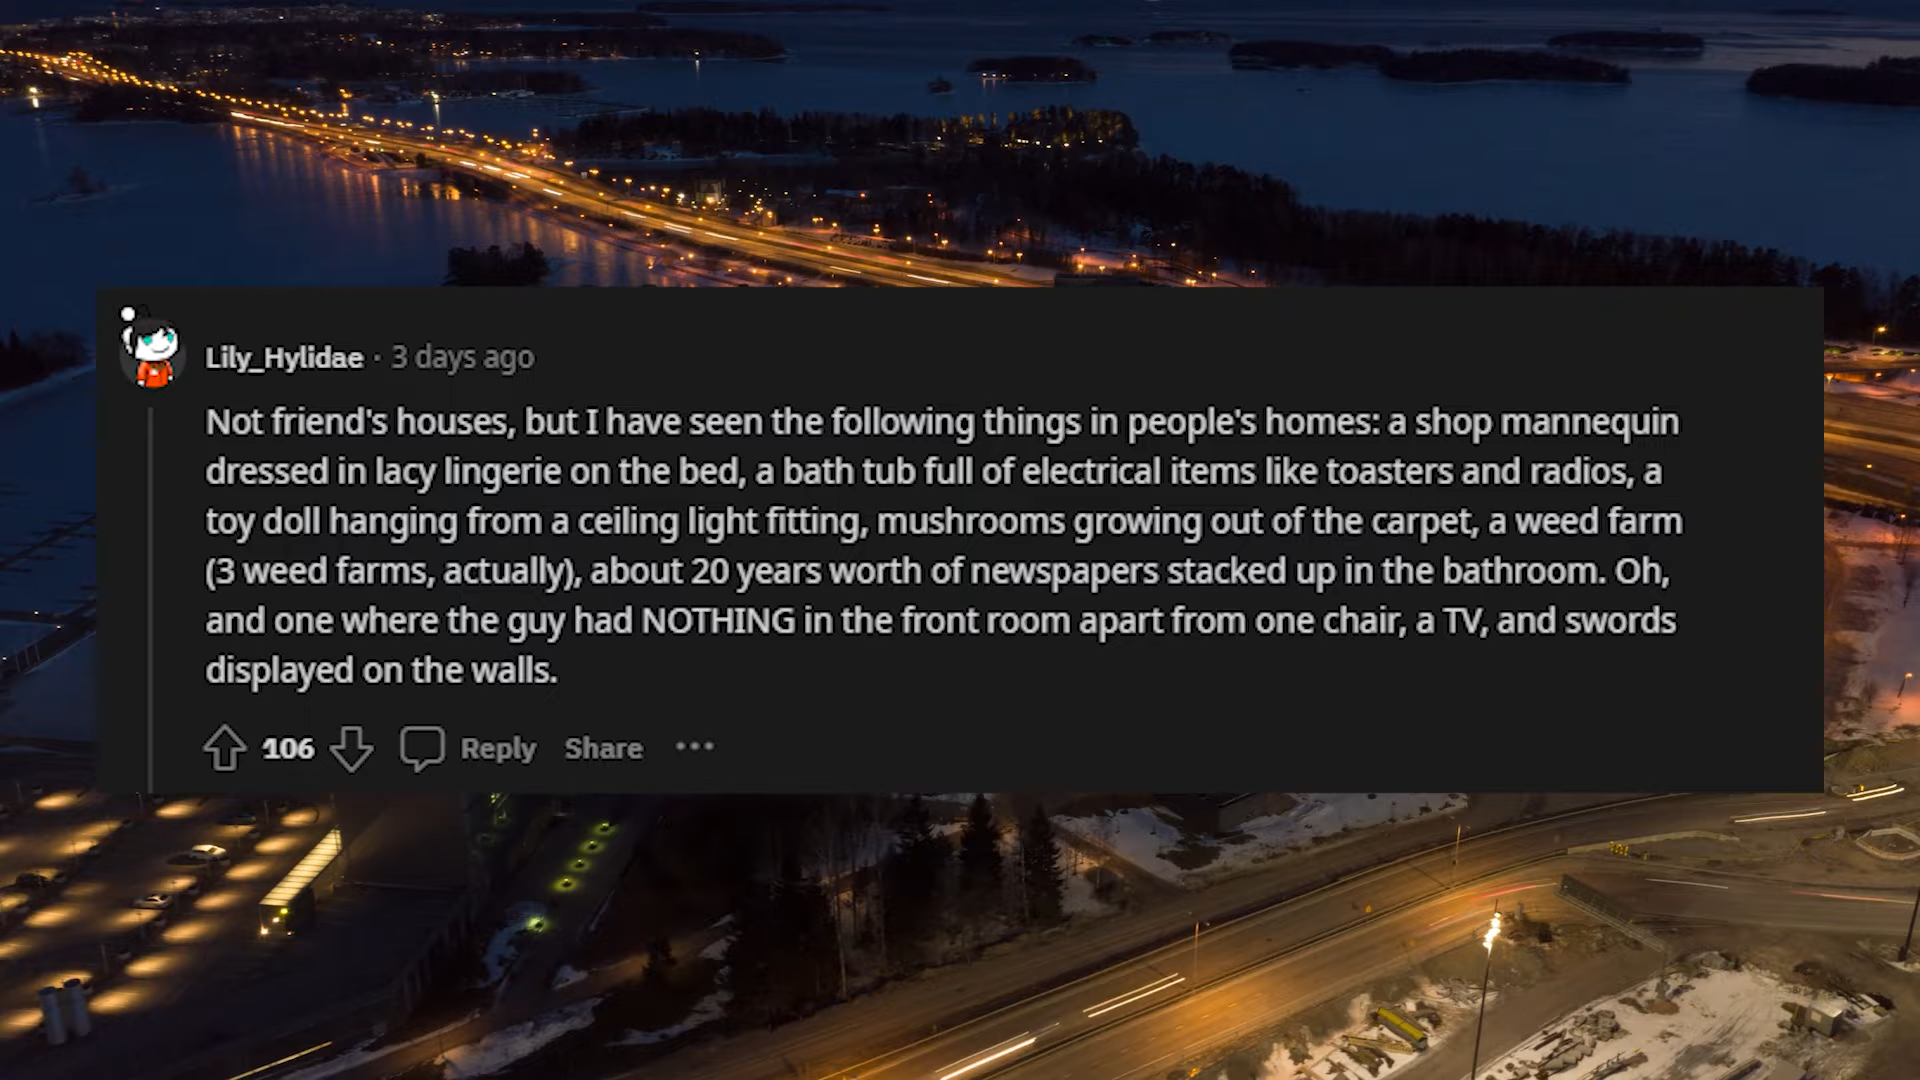 Lily_Hylidae · 3 days ago
Not friend's houses, but I have seen the following things in people's homes: a shop mannequin
dressed in lacy lingerie on the bed, a bath tub full of electrical items like toasters and radios, a
toy doll hanging from a ceiling light fitting, mushrooms growing out of the carpet, a weed farm
(3 weed farms, actually), about 20 years worth of newspapers stacked up in the bathroom. Oh,
and one where the guy had NOTHING in the front room apart from one chair, a TV, and swords
displayed on the walls.
106 Reply Share